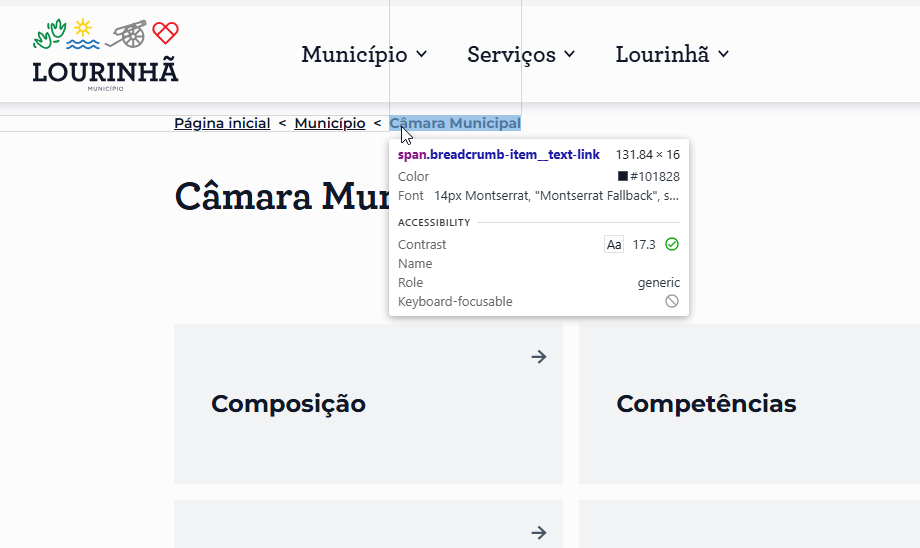 Município Serviços Lourinhã
LOURINHÃ
MUNICÍPIO
Página inicial < Município < Câmara Municipal
span.breadcrumb-item__text-link 131.84 × 16
Color #101828
Font 14px Montserrat, "Montserrat Fallback", s...
Câmara Mun
ACCESSIBILITY
Contrast Aa 17.3
Name
Role generic
Keyboard-focusable
Composição Competências